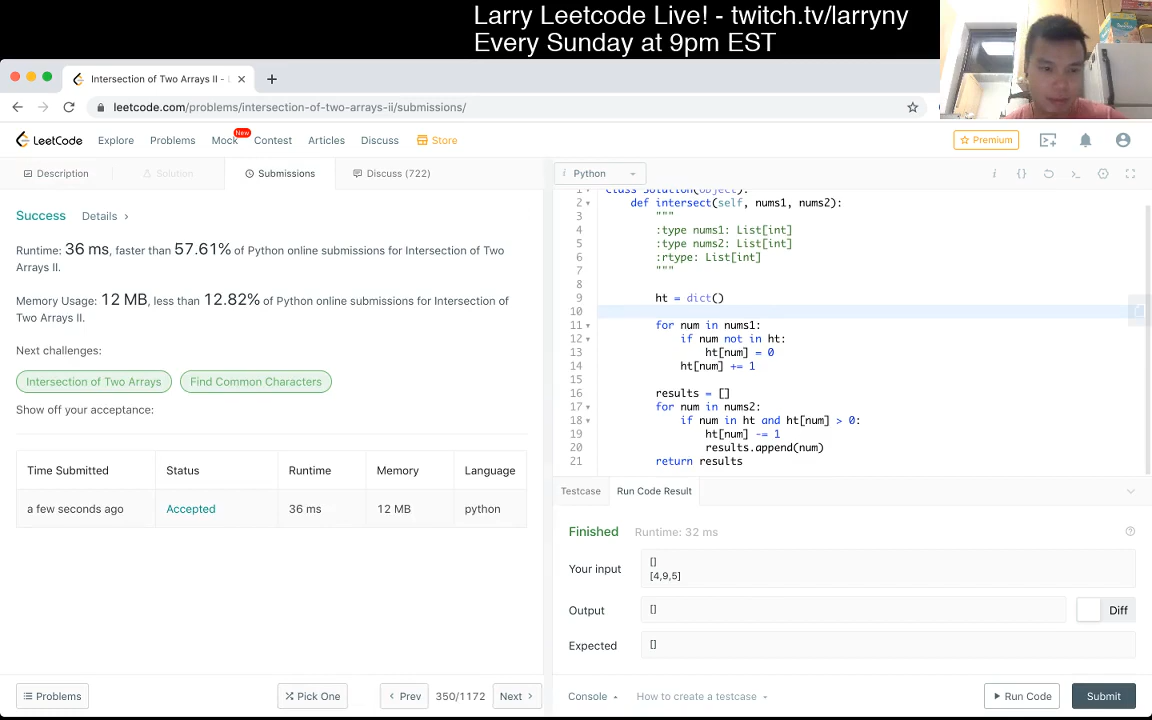 Larry Leetcode Live! - twitch.tv/larryny
Every Sunday at 9pm EST
Intersection of Two Arrays II -
leetcode.com/problems/intersection-of-two-arrays-ii/submissions/
LeetCode Explore Problems Mock New Contest Articles Discuss Store Premium
Description Solution Submissions Discuss (722)
i Python
Success Details >
Runtime: 36 ms, faster than 57.61% of Python online submissions for Intersection of Two
Arrays II.
Memory Usage: 12 MB, less than 12.82% of Python online submissions for Intersection of
Two Arrays II.
Next challenges:
Intersection of Two Arrays Find Common Characters
Show off your acceptance:
Time Submitted Status Runtime Memory Language
a few seconds ago Accepted 36 ms 12 MB python
Problems Pick One < Prev 350/1172 Next >
1 class Solution(object):
2 def intersect(self, nums1, nums2):
3 """
4 :type nums1: List[int]
5 :type nums2: List[int]
6 :rtype: List[int]
7 """
8
9 ht = dict()
10
11 for num in nums1:
12 if num not in ht:
13 ht[num] = 0
14 ht[num] += 1
15
16 results = []
17 for num in nums2:
18 if num in ht and ht[num] > 0:
19 ht[num] -= 1
20 results.append(num)
21 return results
Testcase Run Code Result
Finished Runtime: 32 ms
Your input
[]
[4,9,5]
Output [] Diff
Expected []
Console How to create a testcase Run Code Submit